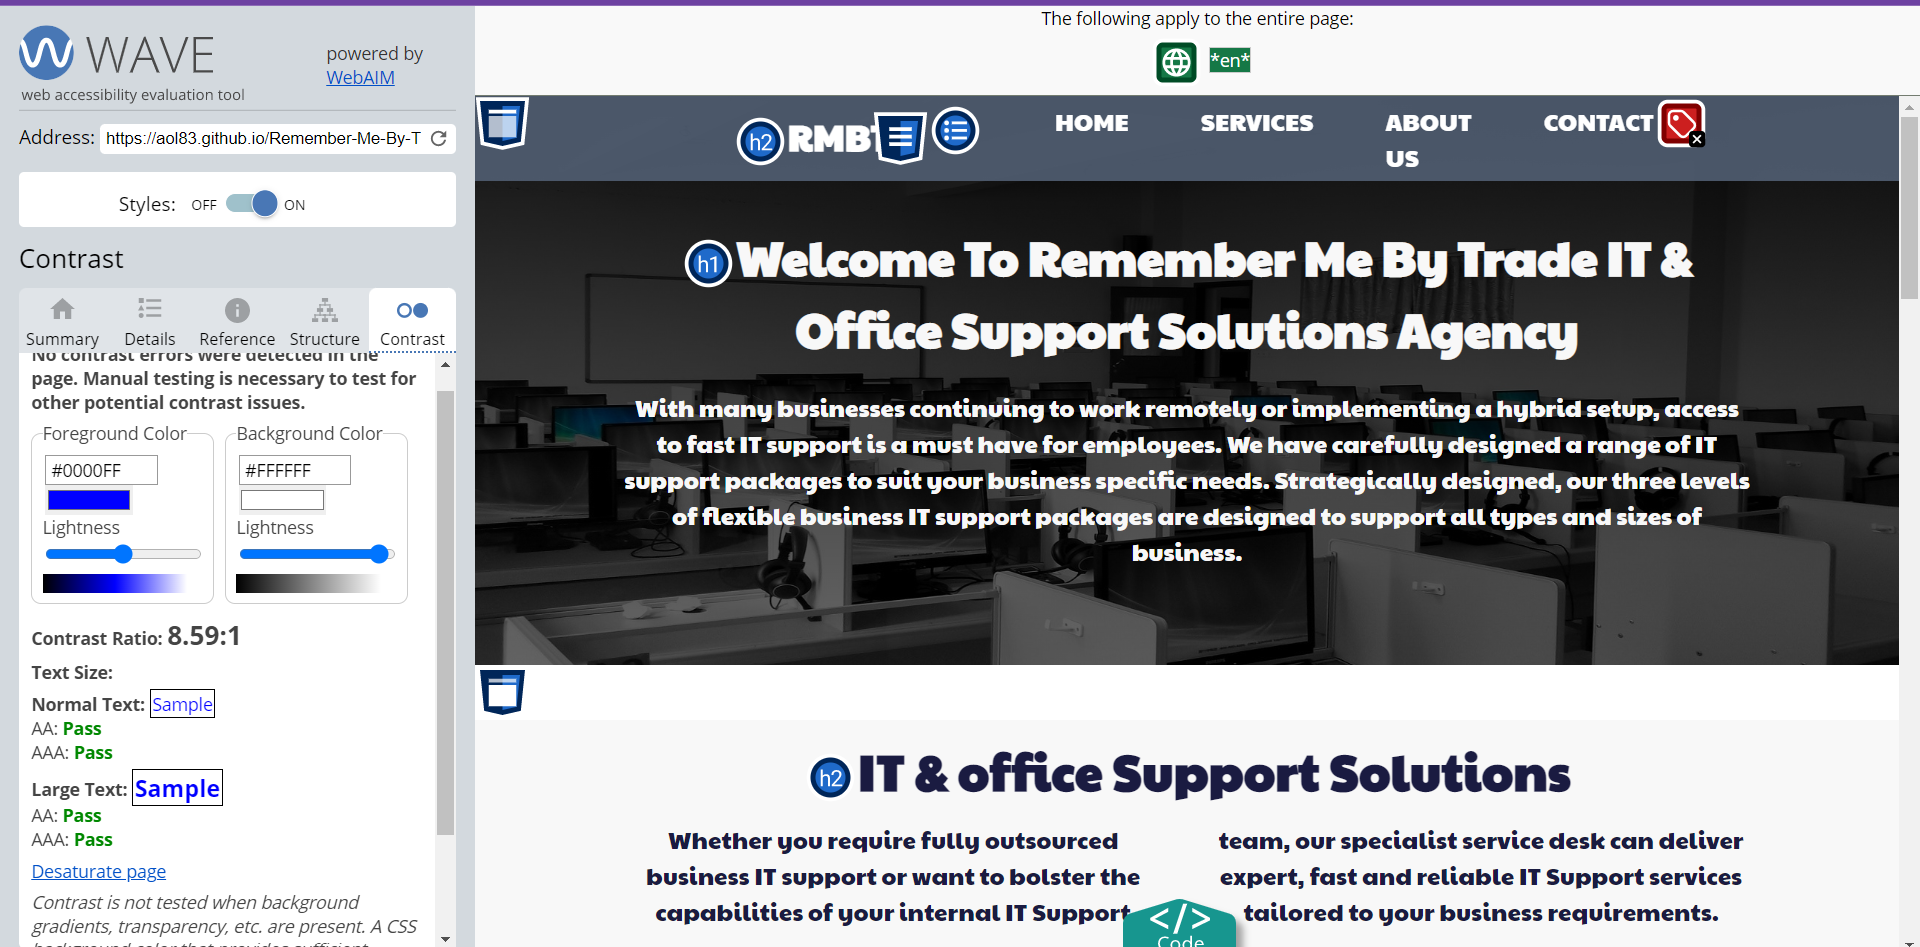 WAVE
web accessibility evaluation tool
powered by
WebAIM
Address: https://aol83.github.io/Remember-Me-By-T
Styles: OFF ON
Contrast
Summary Details Reference Structure Contrast
No contrast errors were detected in the
page. Manual testing is necessary to test for
other potential contrast issues.
Foreground Color
#0000FF
Lightness
Background Color
#FFFFFF
Lightness
Contrast Ratio: 8.59:1
Text Size:
Normal Text: Sample
AA: Pass
AAA: Pass
Large Text: Sample
AA: Pass
AAA: Pass
Desaturate page
Contrast is not tested when background
gradients, transparency, etc. are present. A CSS
background color that provides sufficient
The following apply to the entire page:
*en*
h2 RMBT
HOME SERVICES ABOUT US CONTACT
h1 Welcome To Remember Me By Trade IT &
Office Support Solutions Agency
With many businesses continuing to work remotely or implementing a hybrid setup, access
to fast IT support is a must have for employees. We have carefully designed a range of IT
support packages to suit your business specific needs. Strategically designed, our three levels
of flexible business IT support packages are designed to support all types and sizes of
business.
h2 IT & office Support Solutions
Whether you require fully outsourced
business IT support or want to bolster the
capabilities of your internal IT Support
team, our specialist service desk can deliver
expert, fast and reliable IT Support services
tailored to your business requirements.
</> Code